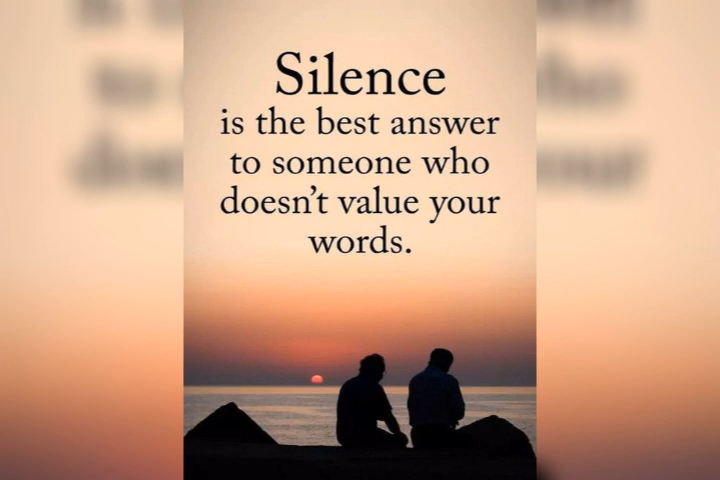 Silence
is the best answer
to someone who
doesn't value your
words.